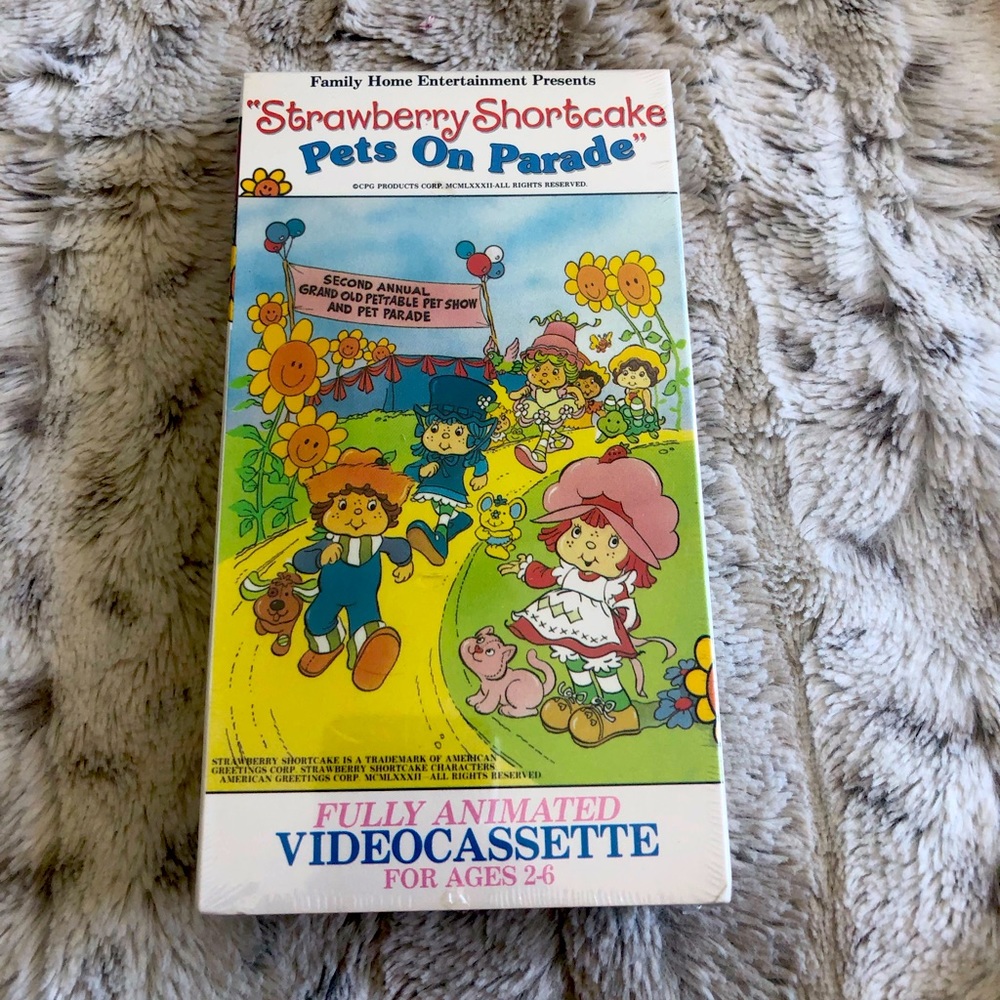 Family Home Entertainment Presents
"Strawberry Shortcake
Pets On Parade"
©CPG PRODUCTS CORP. MCMLXXXII-ALL RIGHTS RESERVED.
SECOND ANNUAL
GRAND OLD PETTABLE PET SHOW
AND PET PARADE
STRAWBERRY SHORTCAKE IS A TRADEMARK OF AMERICAN
GREETINGS CORP. STRAWBERRY SHORTCAKE CHARACTERS
AMERICAN GREETINGS CORP. MCMLXXXII-ALL RIGHTS RESERVED
FULLY ANIMATED
VIDEOCASSETTE
FOR AGES 2-6